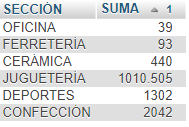 SECCIÓN SUMA 1
OFICINA 39
FERRETERÍA 93
CERÁMICA 440
JUGUETERÍA 1010.505
DEPORTES 1302
CONFECCIÓN 2042